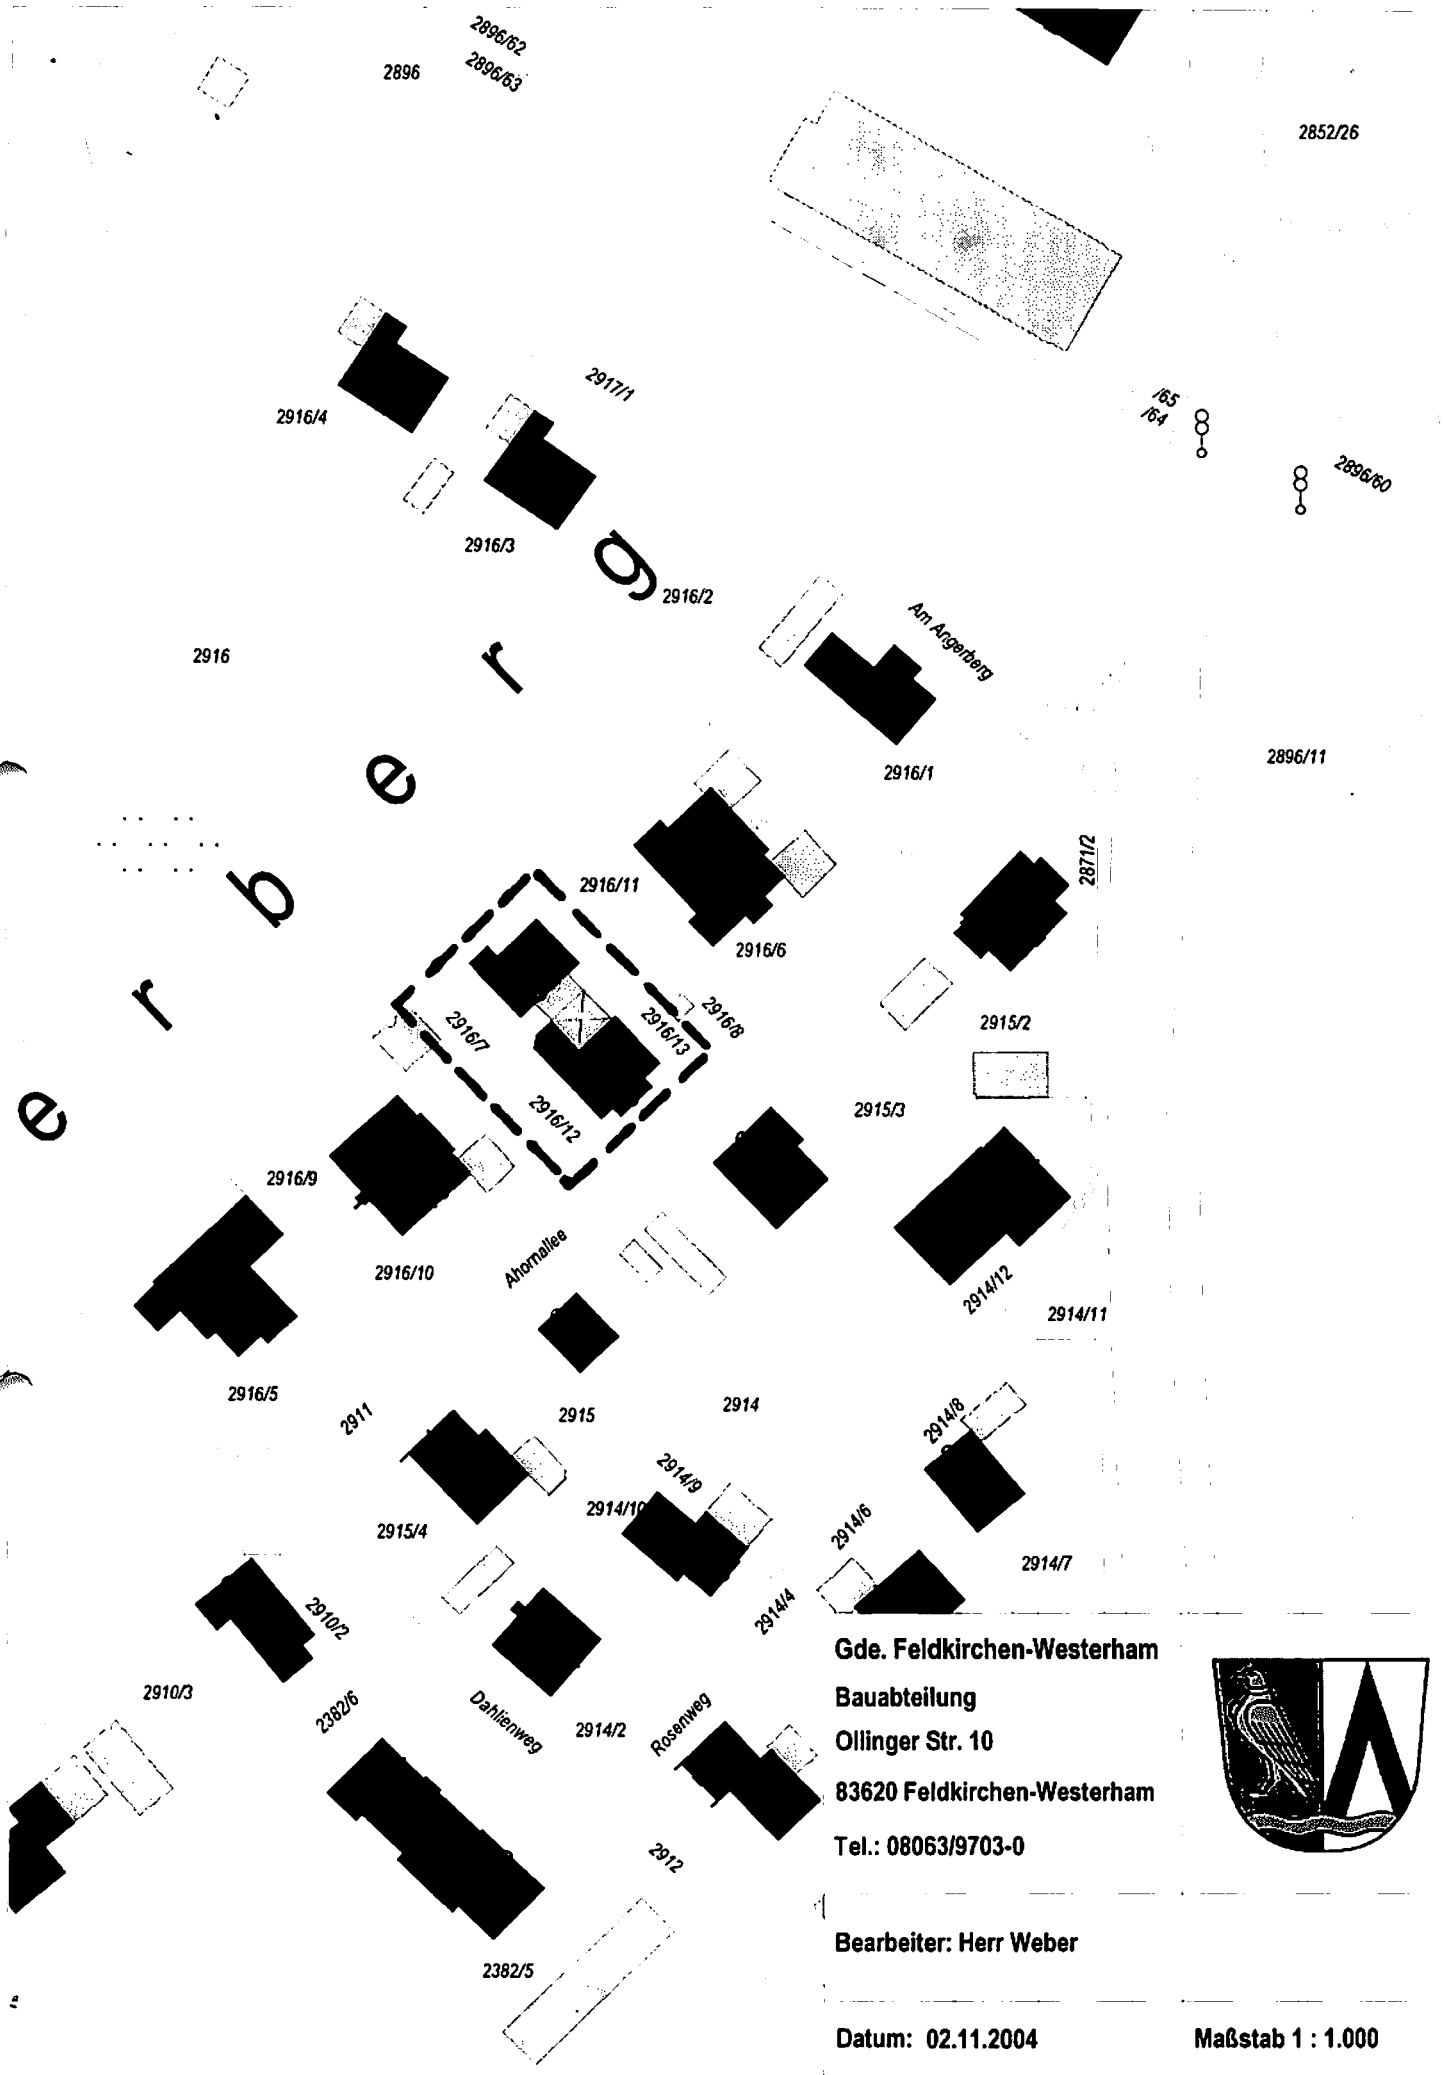 2896/62
2896
2896/63
2852/26
2917/1
2916/4
/65
/64
2896/60
2916/3
g
2916/2
Am Angerberg
2916
r
e
2916/1
2896/11
2871/2
b
2916/11
2916/6
r
2916/7
2916/13
2916/8
2915/2
e
2916/12
2915/3
2916/9
2916/10
Ahornallee
2914/12
2914/11
2916/5
2911
2915
2914
2914/8
2914/9
2914/10
2915/4
2914/6
2914/7
2910/2
2914/4
2910/3
2382/6
Dahlienweg
2914/2
Rosenweg
2912
2382/5
Gde. Feldkirchen-Westerham
Bauabteilung
Ollinger Str. 10
83620 Feldkirchen-Westerham
Tel.: 08063/9703-0
Bearbeiter: Herr Weber
Datum: 02.11.2004
Maßstab 1 : 1.000